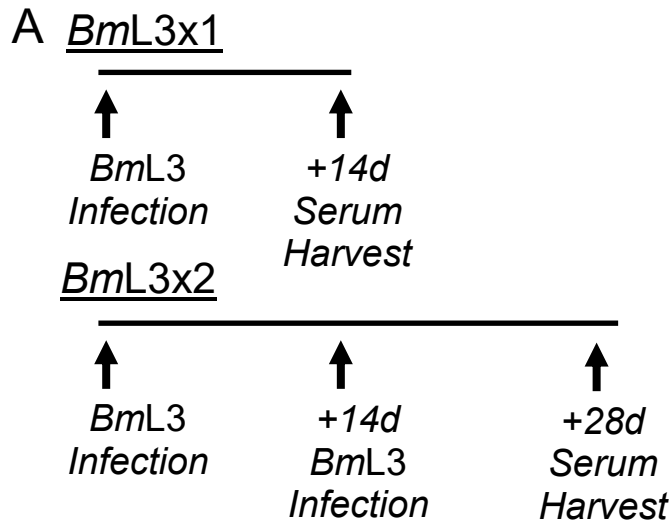 A BmL3x1
BmL3 +14d
Infection Serum
Harvest
BmL3x2
BmL3 +14d +28d
Infection BmL3 Serum
Infection Harvest